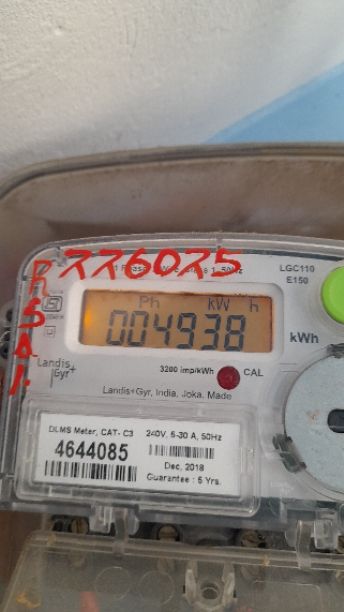 226025
LGC110
E150
Ph kW h
004938
kWh
3200 imp/kWh CAL
Landis+
Gyr+
Landis+Gyr, India, Joka, Made
DLMS Meter, CAT- C3 240V, 5-30 A, 50Hz
4644085
Dec, 2018
Guarantee : 5 Yrs.